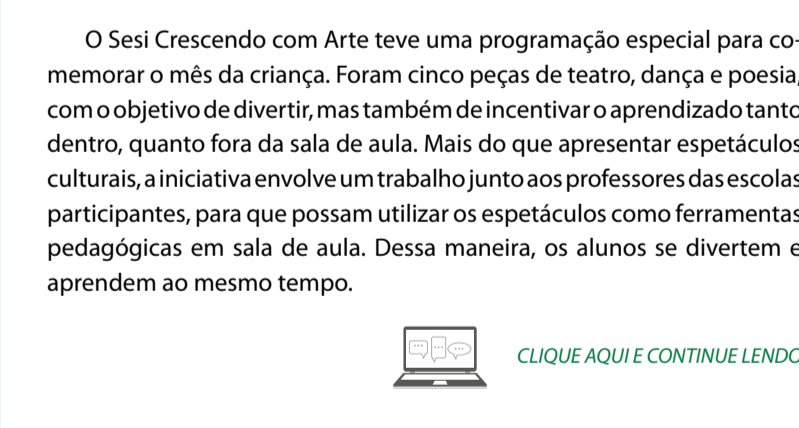 O Sesi Crescendo com Arte teve uma programação especial para co-
memorar o mês da criança. Foram cinco peças de teatro, dança e poesia,
com o objetivo de divertir, mas também de incentivar o aprendizado tanto
dentro, quanto fora da sala de aula. Mais do que apresentar espetáculos
culturais, a iniciativa envolve um trabalho junto aos professores das escolas
participantes, para que possam utilizar os espetáculos como ferramentas
pedagógicas em sala de aula. Dessa maneira, os alunos se divertem e
aprendem ao mesmo tempo.
CLIQUE AQUI E CONTINUE LENDO